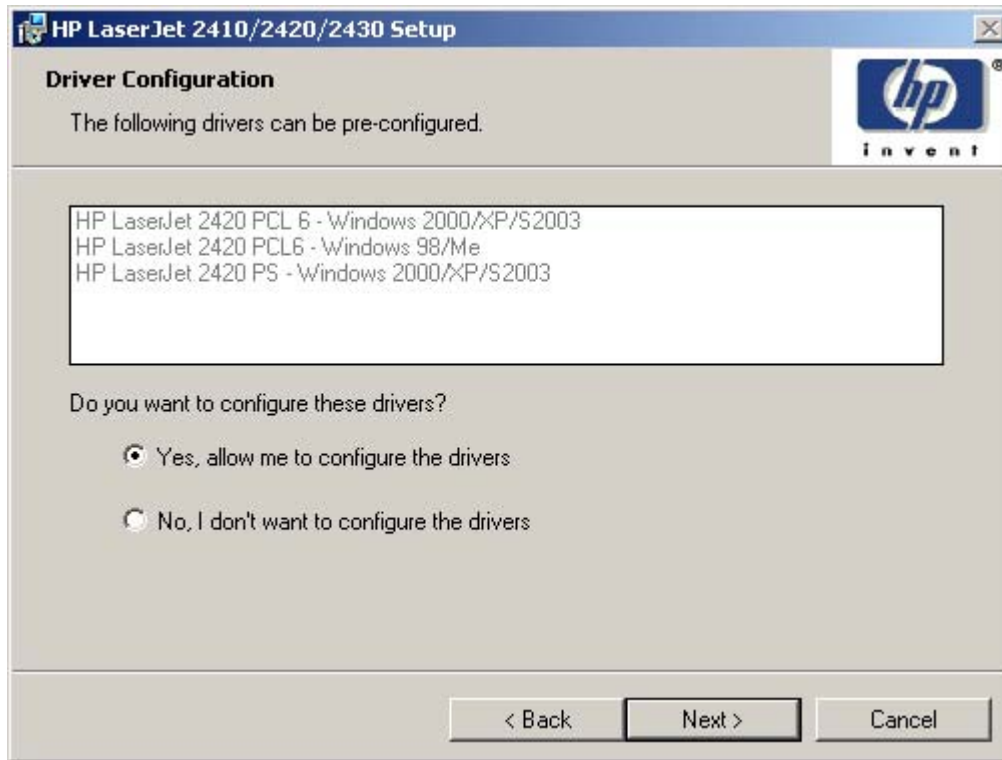 HP LaserJet 2410/2420/2430 Setup
Driver Configuration
The following drivers can be pre-configured.
hp
®
invent
HP LaserJet 2420 PCL 6 - Windows 2000/XP/S2003
HP LaserJet 2420 PCL6 - Windows 98/Me
HP LaserJet 2420 PS - Windows 2000/XP/S2003
Do you want to configure these drivers?
Yes, allow me to configure the drivers
No, I don't want to configure the drivers
< Back
Next >
Cancel